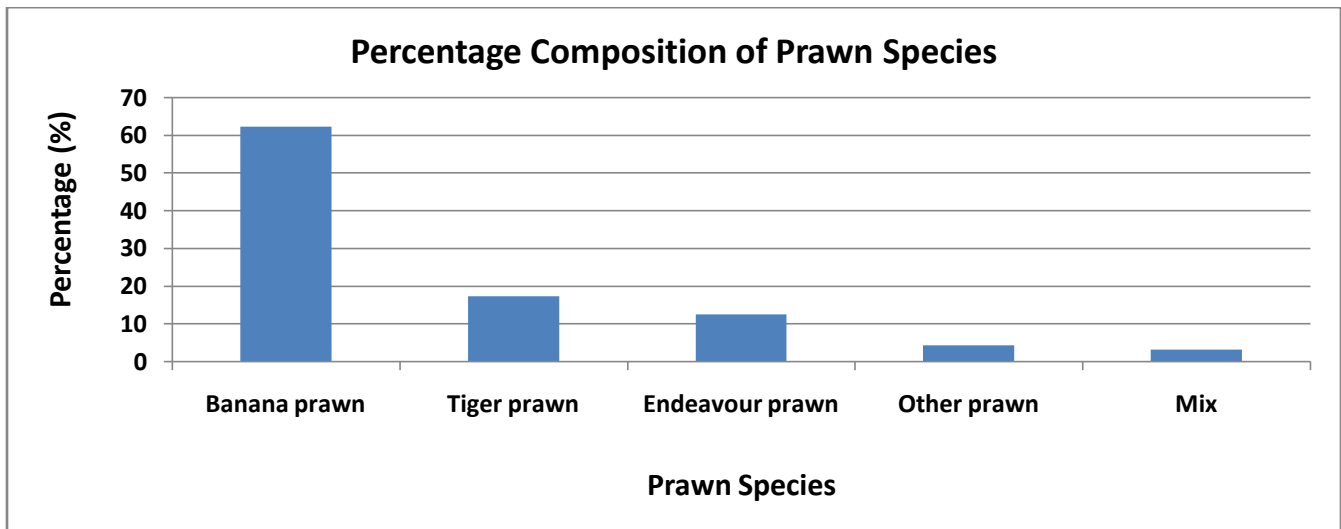 Percentage Composition of Prawn Species
Percentage (%)
70
60
50
40
30
20
10
0
Banana prawn Tiger prawn Endeavour prawn Other prawn Mix
Prawn Species